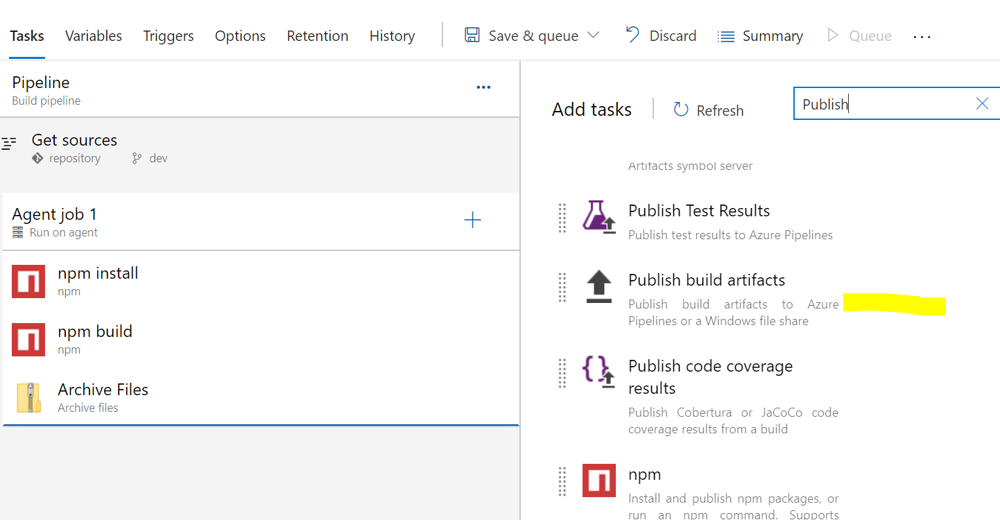 Tasks Variables Triggers Options Retention History Save & queue Discard Summary Queue ...
Pipeline
Build pipeline
Get sources
repository dev
Agent job 1
Run on agent
npm install
npm
npm build
npm
Archive Files
Archive files
Add tasks Refresh Publish
Artifacts symbol server
Publish Test Results
Publish test results to Azure Pipelines
Publish build artifacts
Publish build artifacts to Azure
Pipelines or a Windows file share
Publish code coverage
results
Publish Cobertura or JaCoCo code
coverage results from a build
npm
Install and publish npm packages, or
run an npm command. Supports